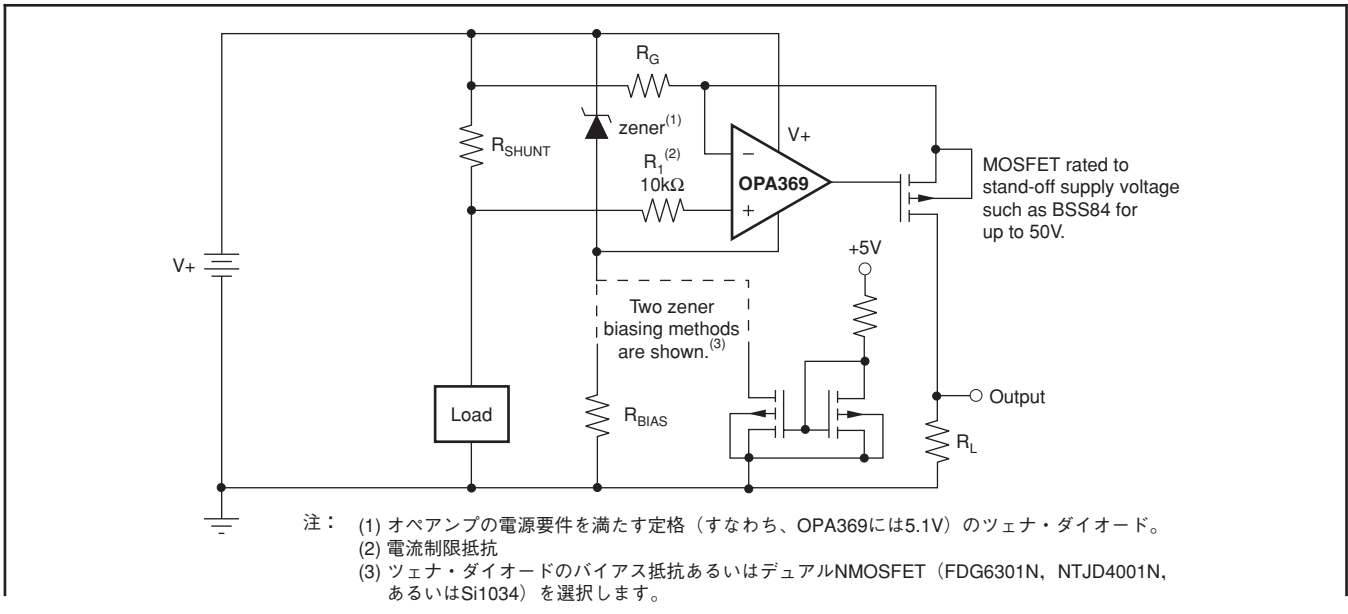 R_G
V+
zener(1)
R_SHUNT
R_1(2)
10kΩ
−
OPA369
+
MOSFET rated to
stand-off supply voltage
such as BSS84 for
up to 50V.
+5V
V+
Two zener
biasing methods
are shown.(3)
Load
R_BIAS
Output
R_L
注： (1) オペアンプの電源要件を満たす定格（すなわち、OPA369には5.1V）のツェナ・ダイオード。
(2) 電流制限抵抗
(3) ツェナ・ダイオードのバイアス抵抗あるいはデュアルNMOSFET（FDG6301N，NTJD4001N，
あるいはSi1034）を選択します。